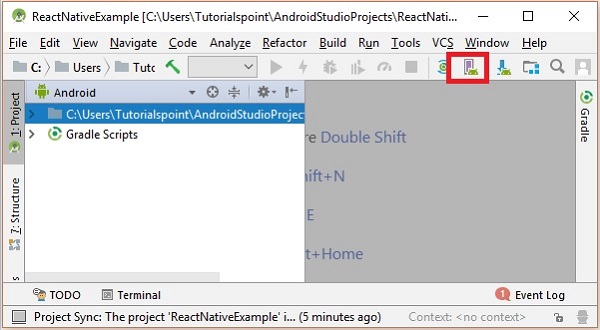 ReactNativeExample [C:\Users\Tutorialspoint\AndroidStudioProjects\ReactNati...
File Edit View Navigate Code Analyze Refactor Build Run Tools VCS Window Help
C: Users Tuto
1: Project
Android
C:\Users\Tutorialspoint\AndroidStudioProject
Gradle Scripts
7: Structure
re Double Shift
ift+N
E
t+Home
Gradle
TODO Terminal 1 Event Log
Project Sync: The project 'ReactNativeExample' i... (5 minutes ago) Context: <no context>